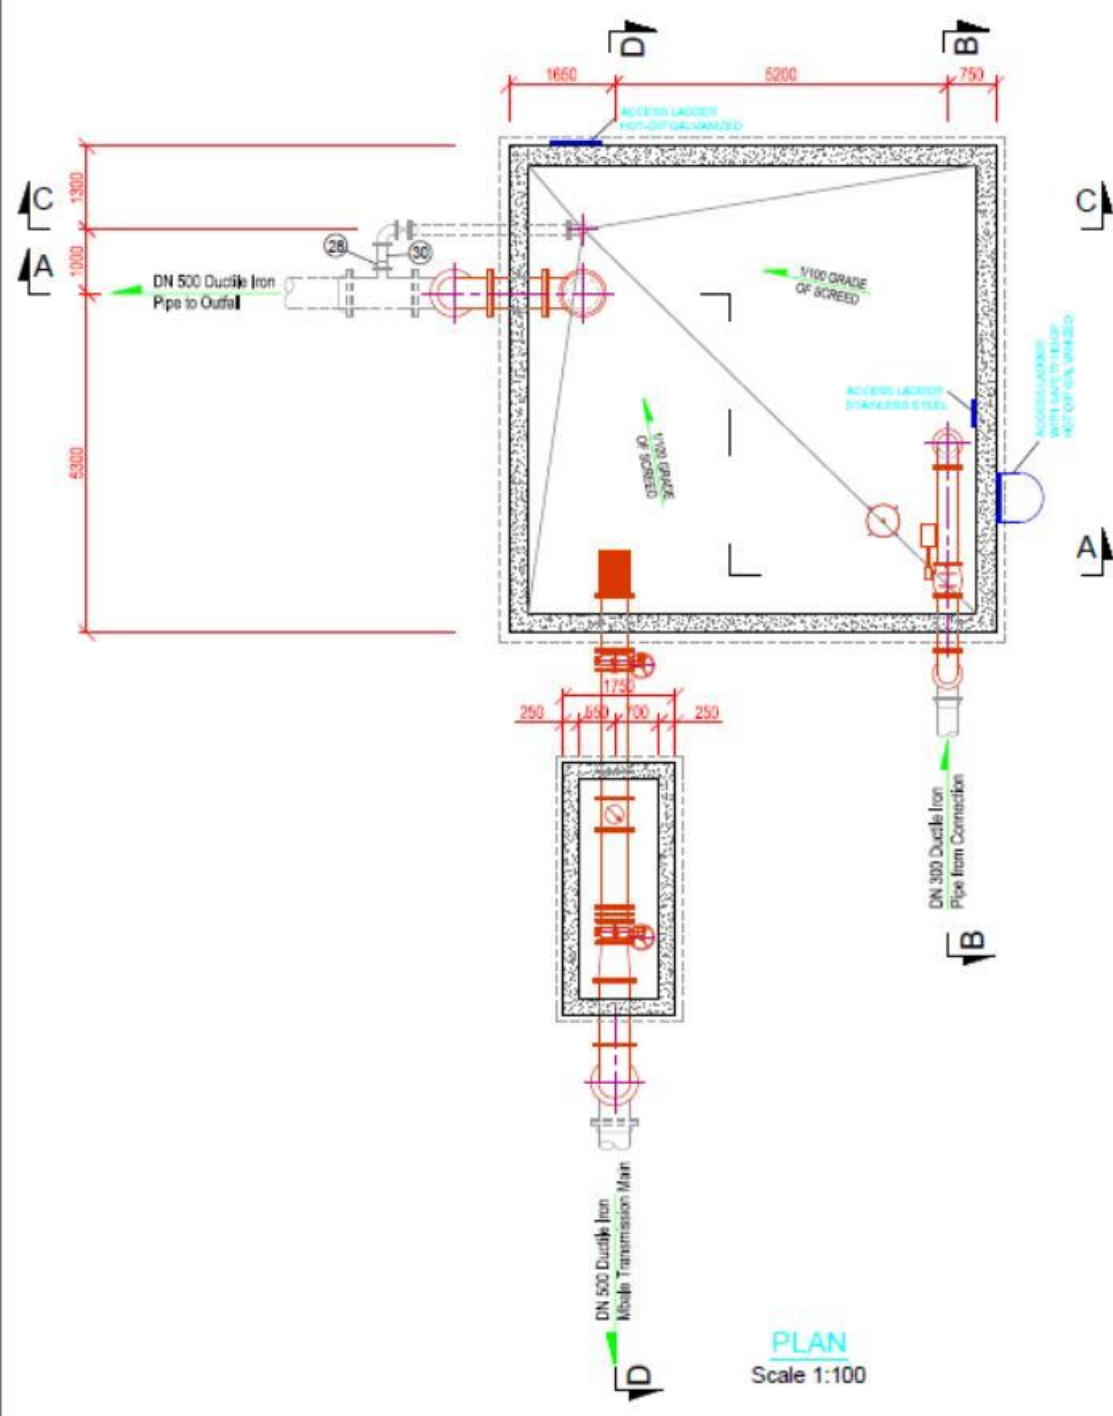 D
B
1650
5200
750
ACCESS LADDER
HOT-DIP GALVANIZED
1300
C
C
28
30
A
1000
DN 500 Ductile Iron
Pipe to Outfall
1/100 GRADE
OF SCREED
ACCESS LADDER
WITH SAFETY HOOP
HOT-DIP GALVANIZED
ACCESS LADDER
STAINLESS STEEL
1/100 GRADE
OF SCREED
A
1750
250
700
250
DN 300 Ductile Iron
Pipe from Connection
B
DN 500 Ductile Iron
Mbale Transmission Main
D
PLAN
Scale 1:100